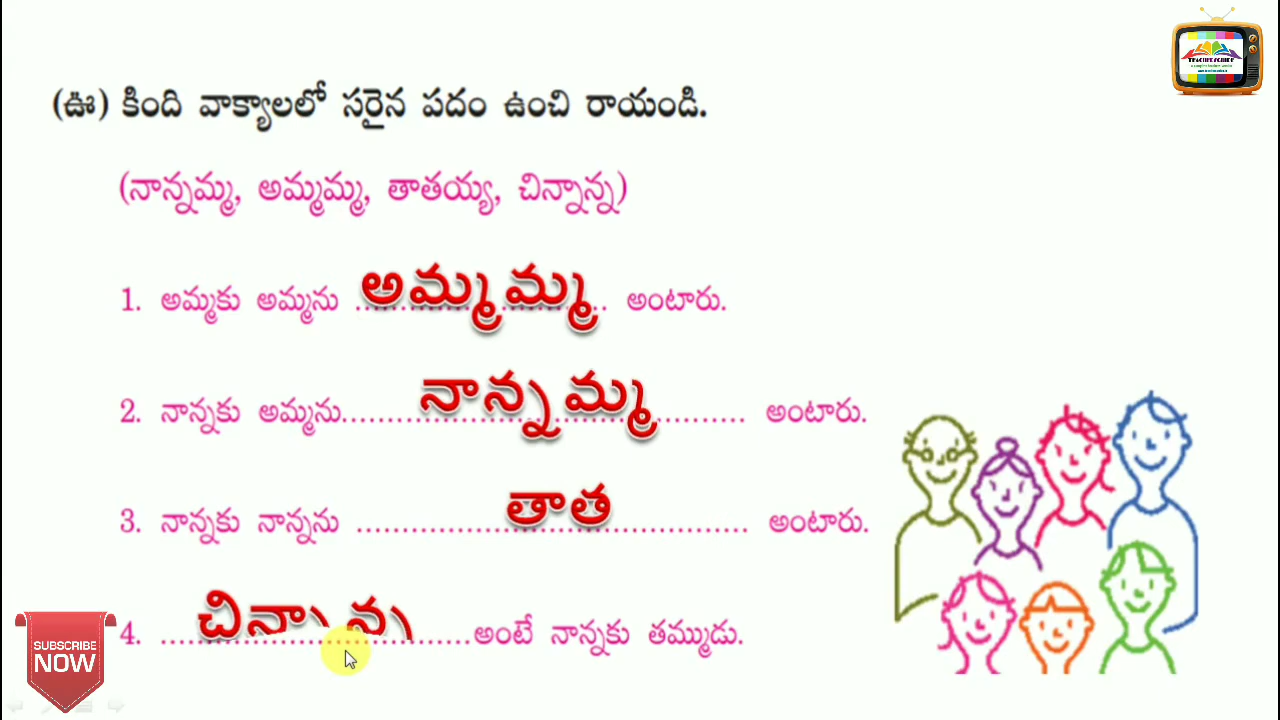 (ఊ) కింది వాక్యాలలో సరైన పదం ఉంచి రాయండి.
(నాన్నమ్మ, అమ్మమ్మ, తాతయ్య, చిన్నాన్న)
1. అమ్మకు అమ్మను అమ్మమ్మ అంటారు.
2. నాన్నకు అమ్మను నాన్నమ్మ అంటారు.
3. నాన్నకు నాన్నను తాత అంటారు.
4. చిన్నాన్న అంటే నాన్నకు తమ్ముడు.
SUBSCRIBE
NOW